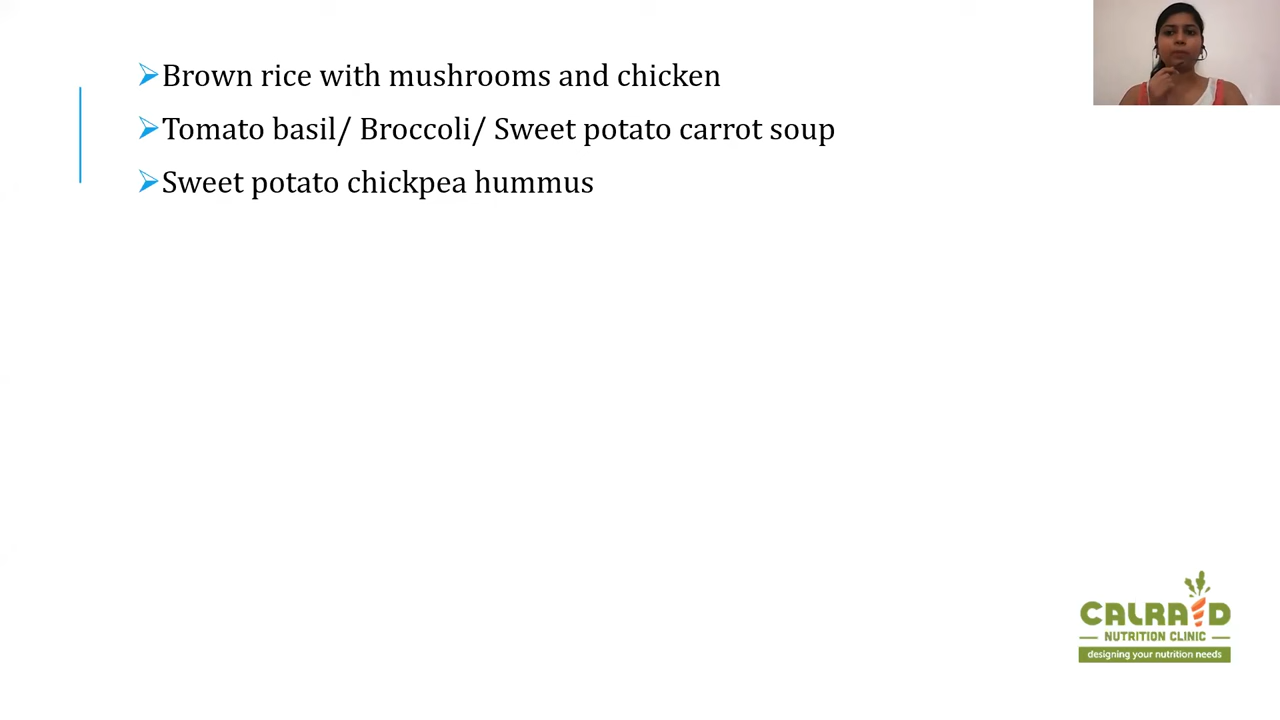 Brown rice with mushrooms and chicken
Tomato basil/ Broccoli/ Sweet potato carrot soup
Sweet potato chickpea hummus
CALRAID
NUTRITION CLINIC
designing your nutrition needs